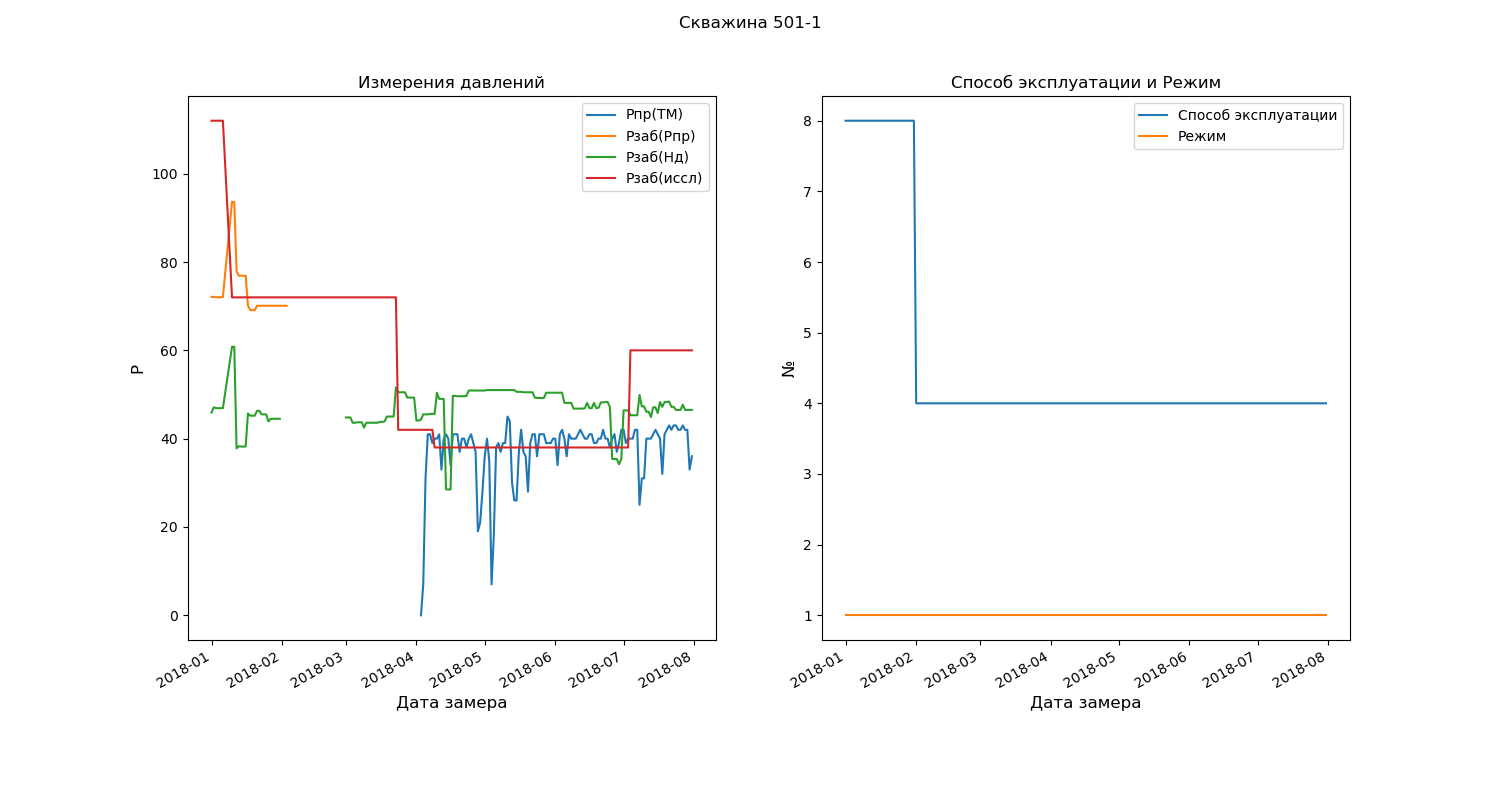 Скважина 501-1
Измерения давлений
Рпр(ТМ)
Рзаб(Рпр)
Рзаб(Нд)
Рзаб(иссл)
100
80
60
40
20
0
Р
2018-01
2018-02
2018-03
2018-04
2018-05
2018-06
2018-07
2018-08
Дата замера
Способ эксплуатации и Режим
Способ эксплуатации
Режим
8
7
6
5
4
3
2
1
№
2018-01
2018-02
2018-03
2018-04
2018-05
2018-06
2018-07
2018-08
Дата замера